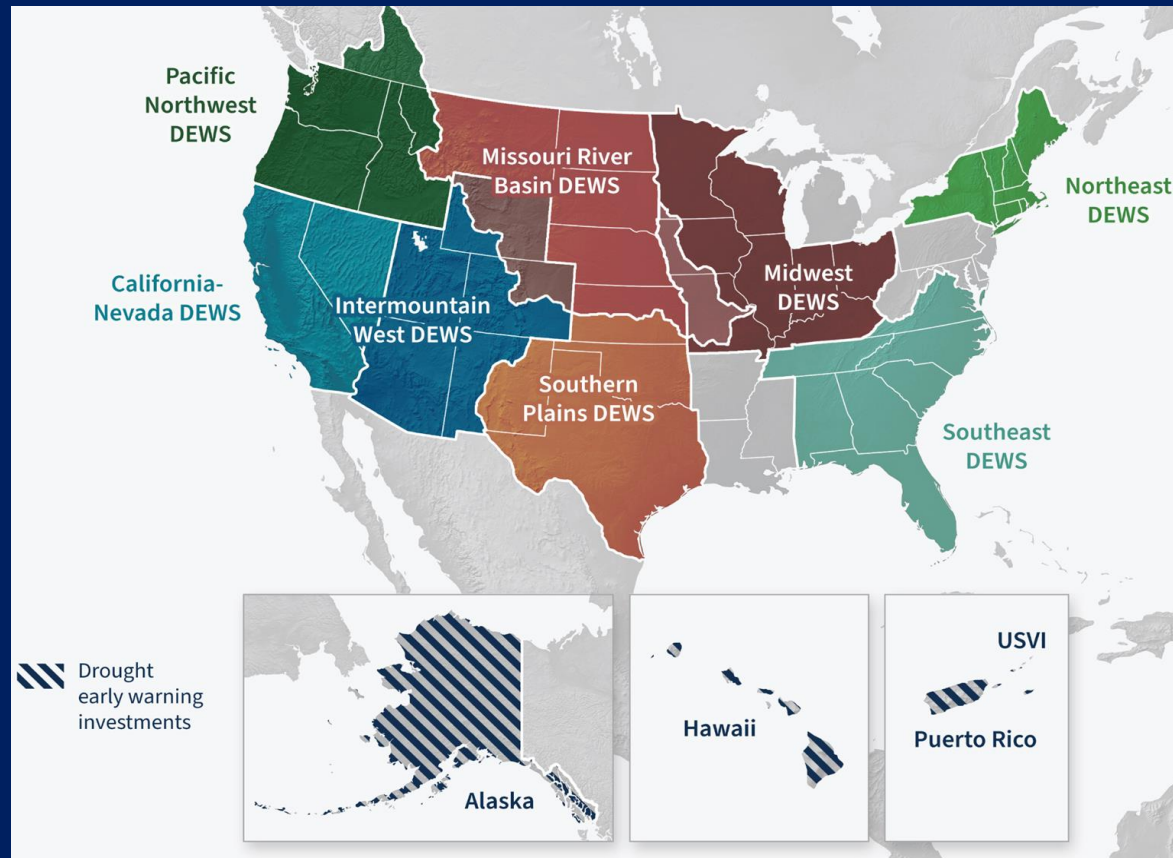 Pacific
Northwest
DEWS
Missouri River
Basin DEWS
Northeast
DEWS
Midwest
DEWS
California-
Nevada DEWS
Intermountain
West DEWS
Southern
Plains DEWS
Southeast
DEWS
Drought
early warning
investments
Alaska
Hawaii
USVI
Puerto Rico